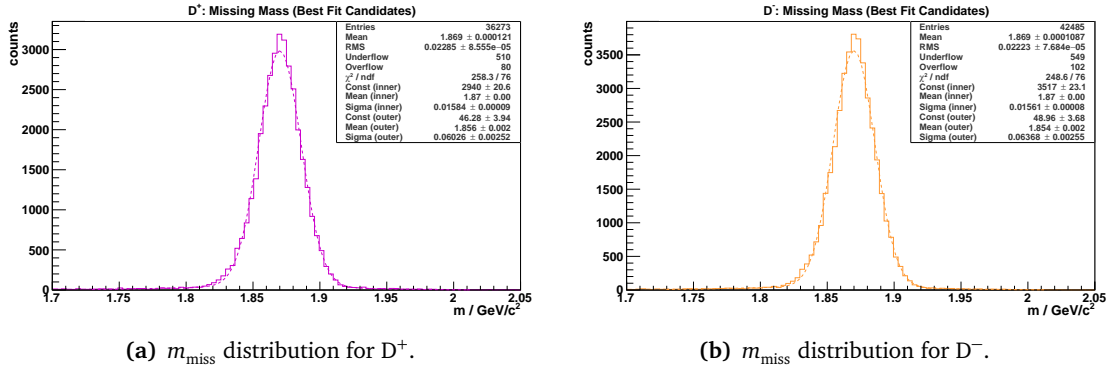 D⁺: Missing Mass (Best Fit Candidates)
counts
3000
2500
2000
1500
1000
500
0
1.7 1.75 1.8 1.85 1.9 1.95 2 2.05
m / GeV/c²
Entries 36273
Mean 1.869 ± 0.000121
RMS 0.02285 ± 8.555e−05
Underflow 510
Overflow 80
χ² / ndf 258.3 / 76
Const (inner) 2940 ± 20.6
Mean (inner) 1.87 ± 0.00
Sigma (inner) 0.01584 ± 0.00009
Const (outer) 46.28 ± 3.94
Mean (outer) 1.856 ± 0.002
Sigma (outer) 0.06026 ± 0.00252
(a) m_miss distribution for D⁺.
D⁻: Missing Mass (Best Fit Candidates)
counts
3500
3000
2500
2000
1500
1000
500
0
1.7 1.75 1.8 1.85 1.9 1.95 2 2.05
m / GeV/c²
Entries 42485
Mean 1.869 ± 0.0001087
RMS 0.02223 ± 7.684e−05
Underflow 549
Overflow 102
χ² / ndf 248.6 / 76
Const (inner) 3517 ± 23.1
Mean (inner) 1.87 ± 0.00
Sigma (inner) 0.01561 ± 0.00008
Const (outer) 48.96 ± 3.68
Mean (outer) 1.854 ± 0.002
Sigma (outer) 0.06368 ± 0.00255
(b) m_miss distribution for D⁻.